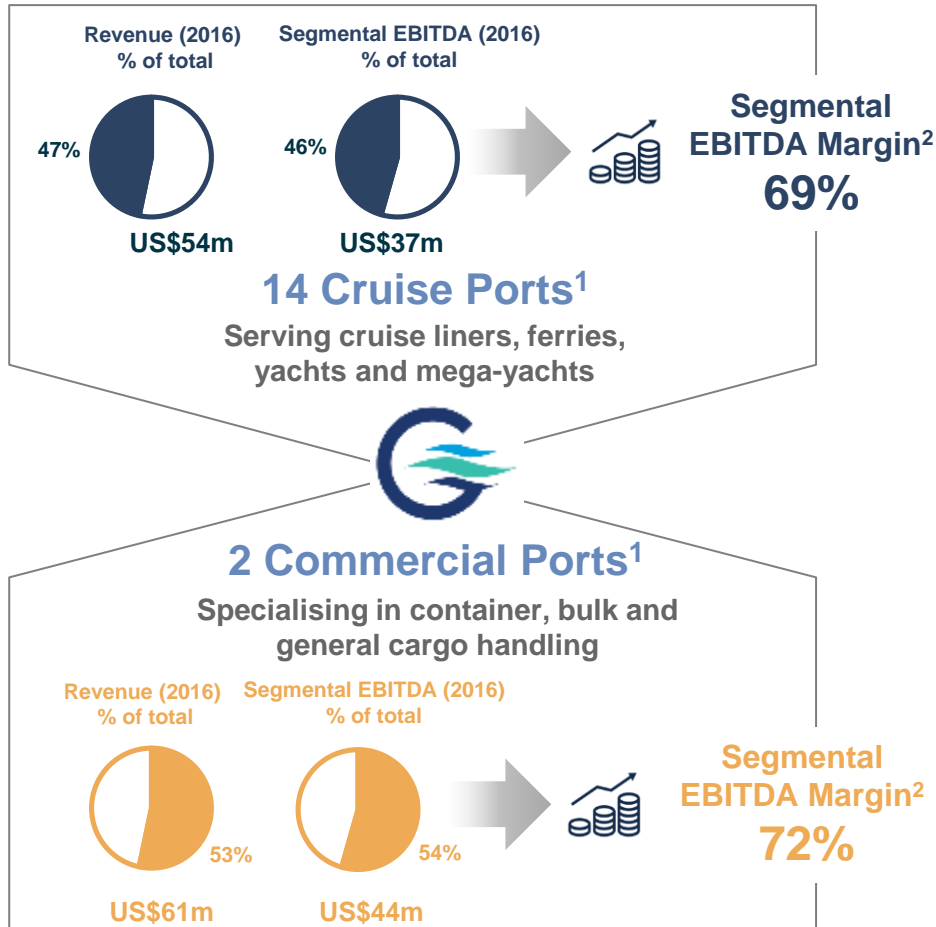 Revenue (2016)
% of total
Segmental EBITDA (2016)
% of total
47%
46%
US$54m
US$37m
Segmental
EBITDA Margin²
69%
14 Cruise Ports¹
Serving cruise liners, ferries,
yachts and mega-yachts
2 Commercial Ports¹
Specialising in container, bulk and
general cargo handling
Revenue (2016)
% of total
Segmental EBITDA (2016)
% of total
53%
54%
US$61m
US$44m
Segmental
EBITDA Margin²
72%